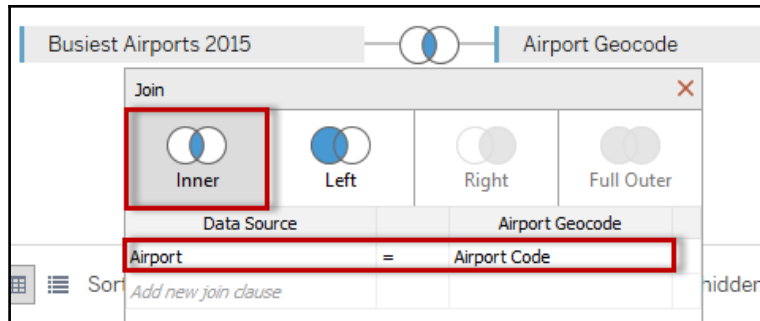 Busiest Airports 2015 Airport Geocode
Join
Inner Left Right Full Outer
Data Source Airport Geocode
Airport = Airport Code
Sort
Add new join clause
hidden